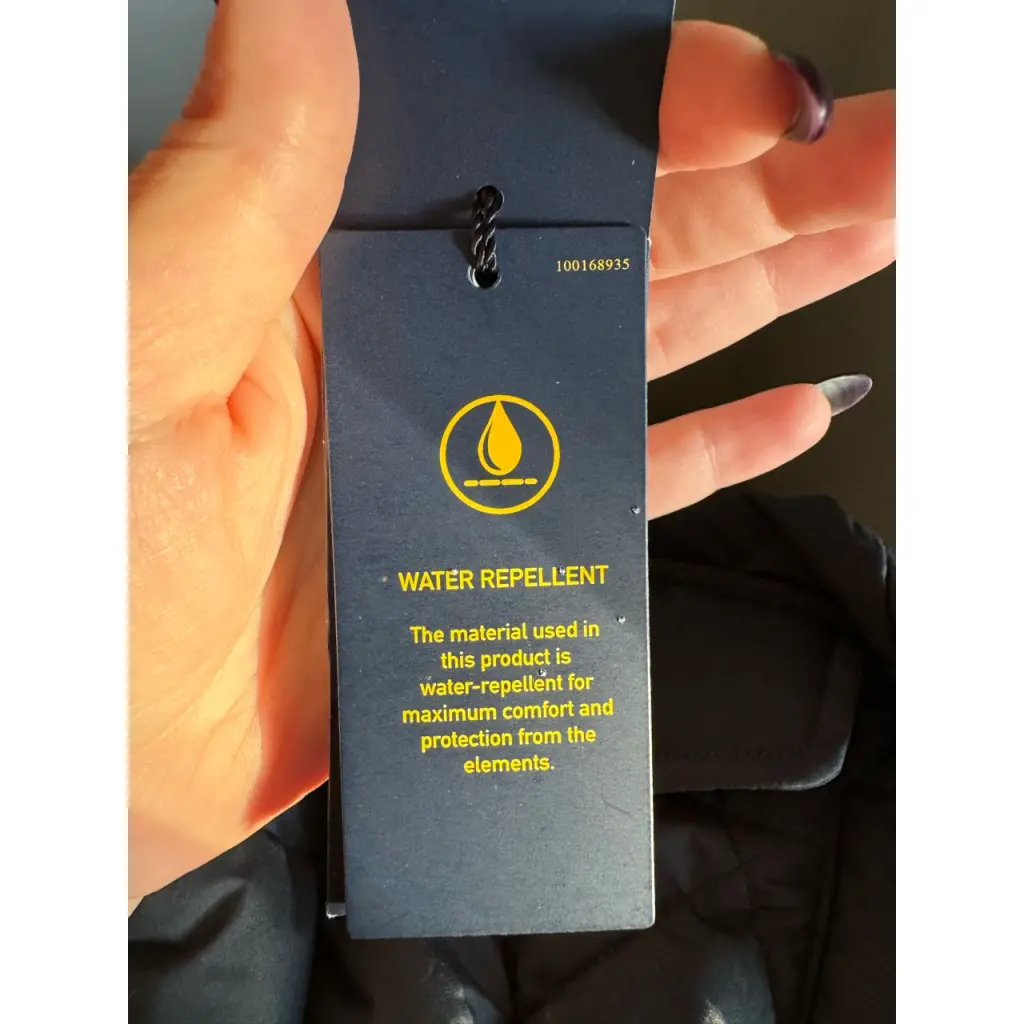 100168935
WATER REPELLENT
The material used in
this product is
water-repellent for
maximum comfort and
protection from the
elements.